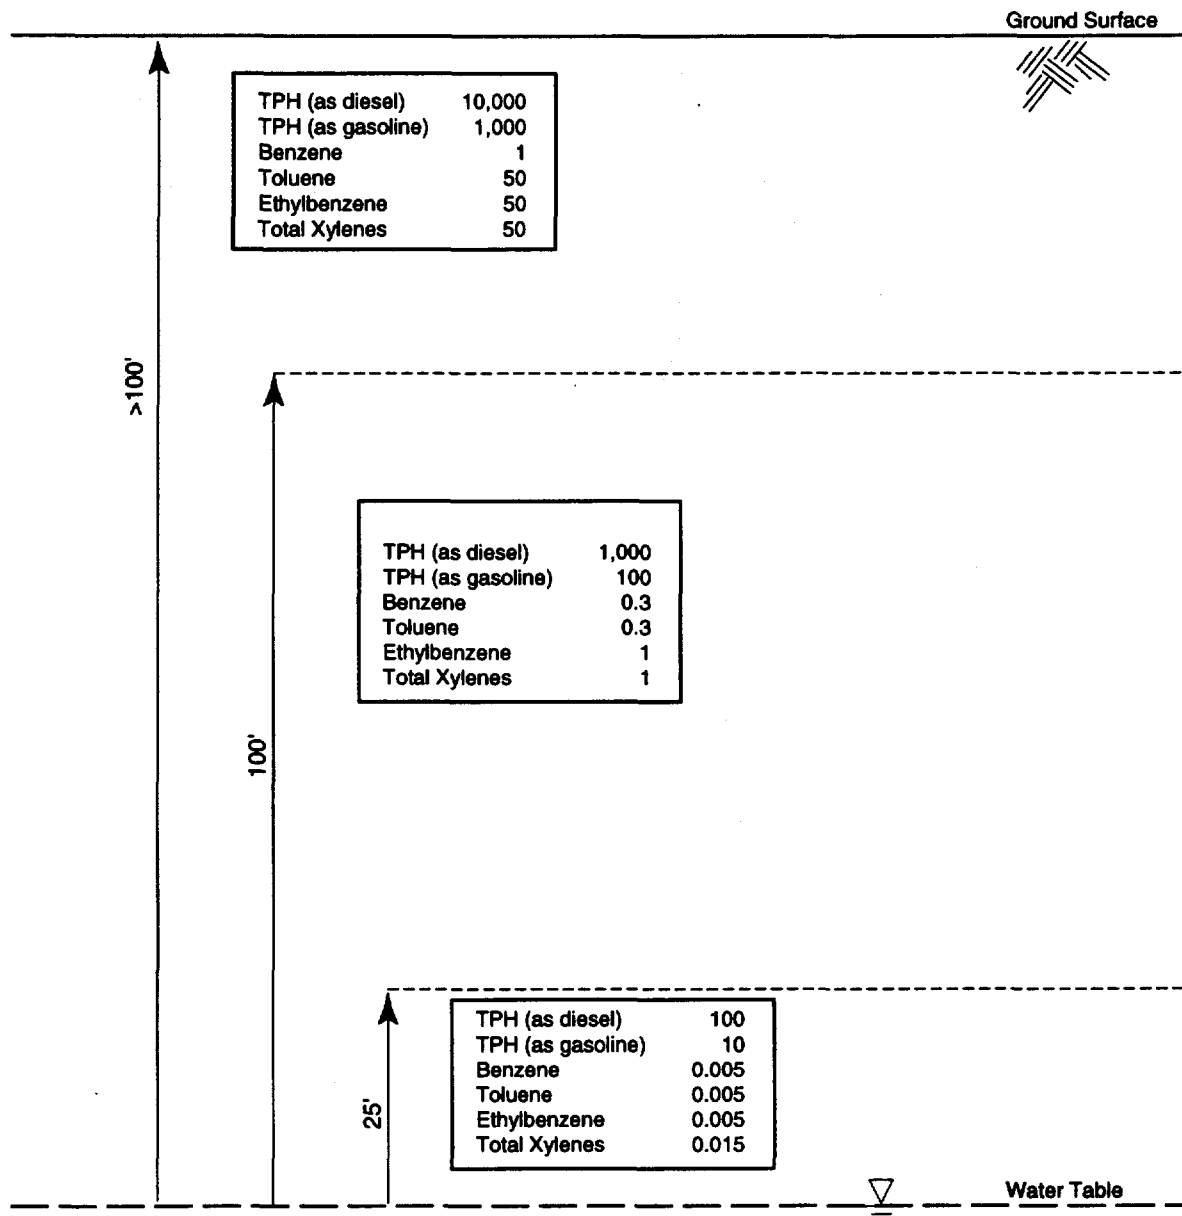 Ground Surface
TPH (as diesel) 10,000
TPH (as gasoline) 1,000
Benzene 1
Toluene 50
Ethylbenzene 50
Total Xylenes 50
>100'
TPH (as diesel) 1,000
TPH (as gasoline) 100
Benzene 0.3
Toluene 0.3
Ethylbenzene 1
Total Xylenes 1
100'
TPH (as diesel) 100
TPH (as gasoline) 10
Benzene 0.005
Toluene 0.005
Ethylbenzene 0.005
Total Xylenes 0.015
25'
Water Table